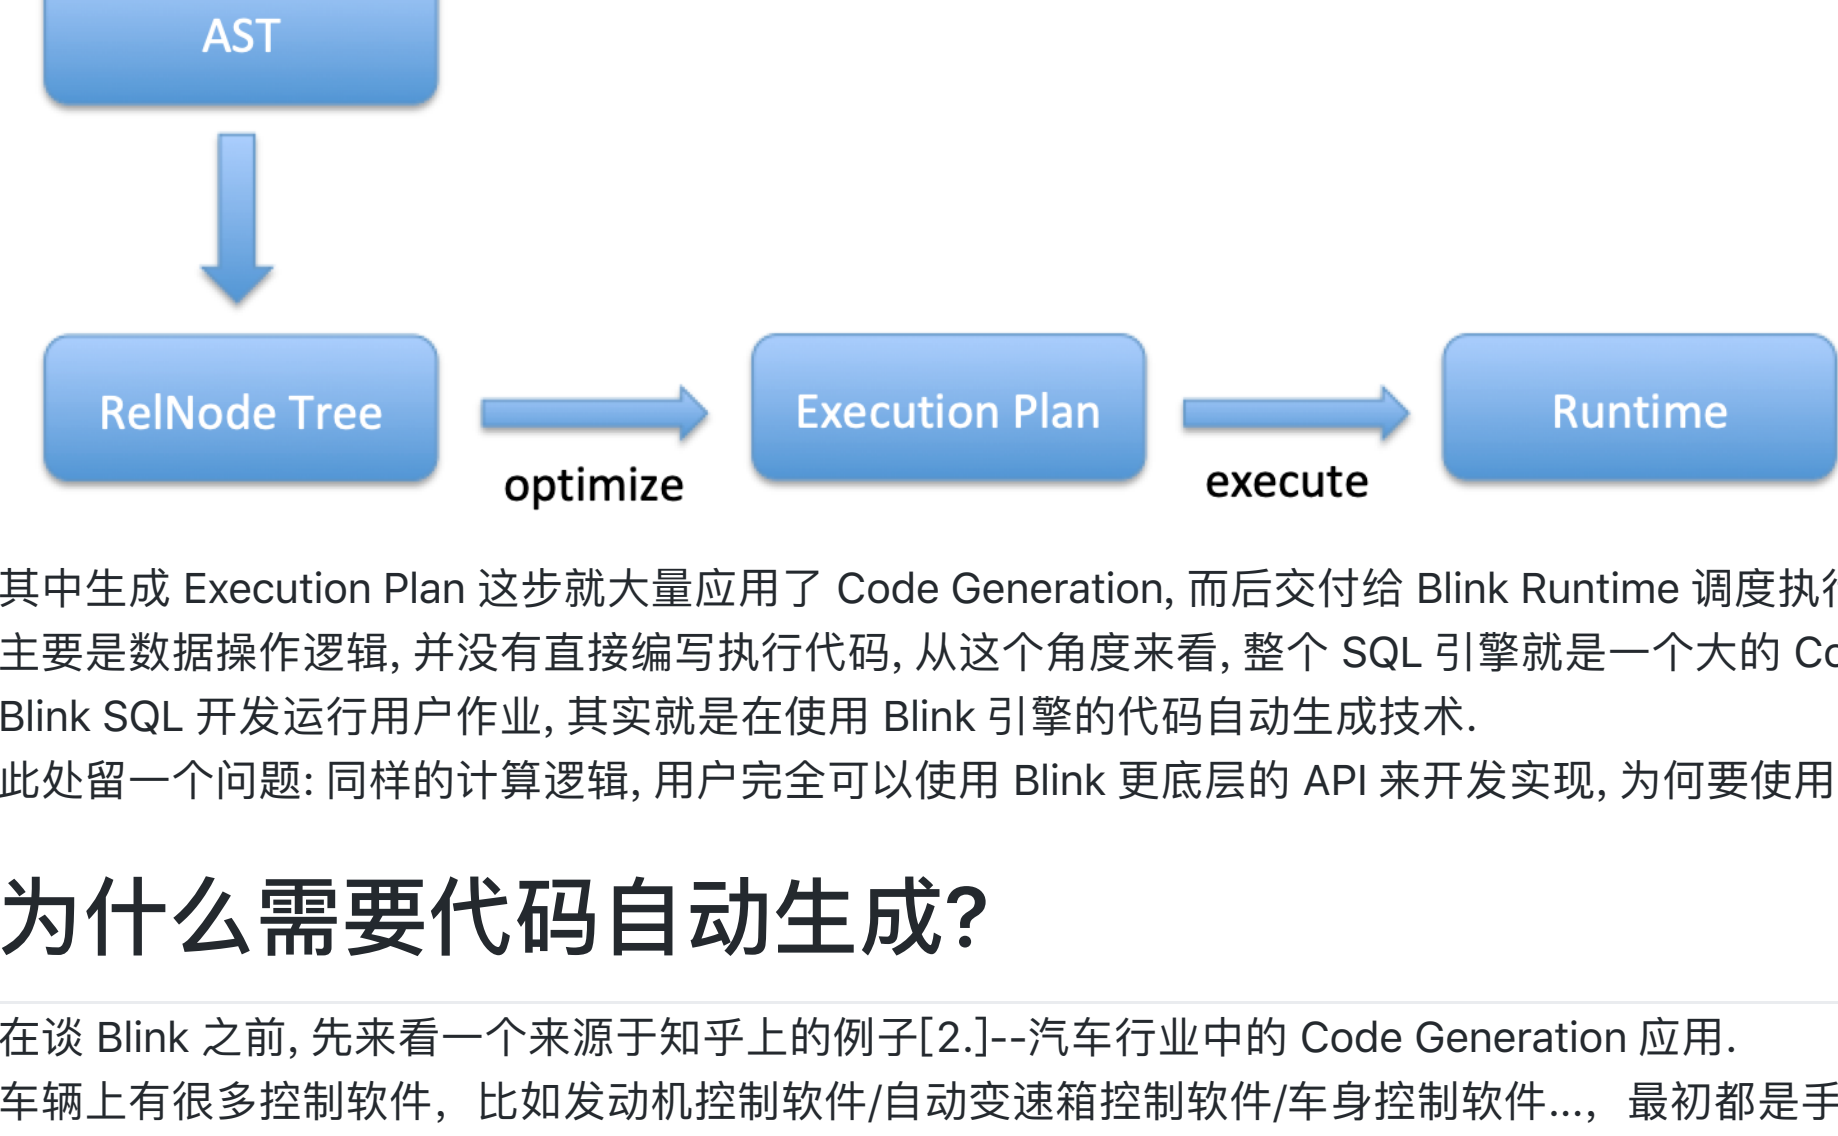 AST
RelNode Tree
optimize
Execution Plan
execute
Runtime
其中生成 Execution Plan 这步就大量应用了 Code Generation, 而后交付给 Blink Runtime 调度执
主要是数据操作逻辑, 并没有直接编写执行代码, 从这个角度来看, 整个 SQL 引擎就是一个大的
Blink SQL 开发运行用户作业, 其实就是在使用 Blink 引擎的代码自动生成技术.
此处留一个问题: 同样的计算逻辑, 用户完全可以使用 Blink 更底层的 API 来开发实现, 为何要使用
为什么需要代码自动生成?
在谈 Blink 之前, 先来看一个来源于知乎上的例子[2.]--汽车行业中的 Code Generation 应用.
车辆上有很多控制软件，比如发动机控制软件/自动变速箱控制软件/车身控制软件...，最初都是手